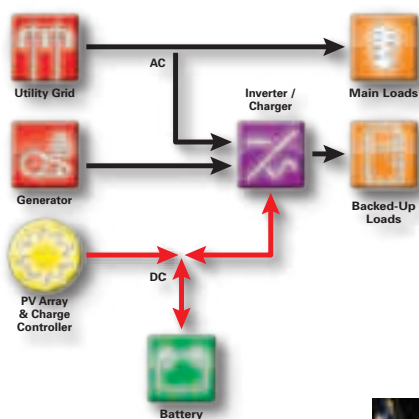 AC
Utility Grid
Inverter /
Charger
Main Loads
Generator
Backed-Up
Loads
DC
PV Array
& Charge
Controller
Battery